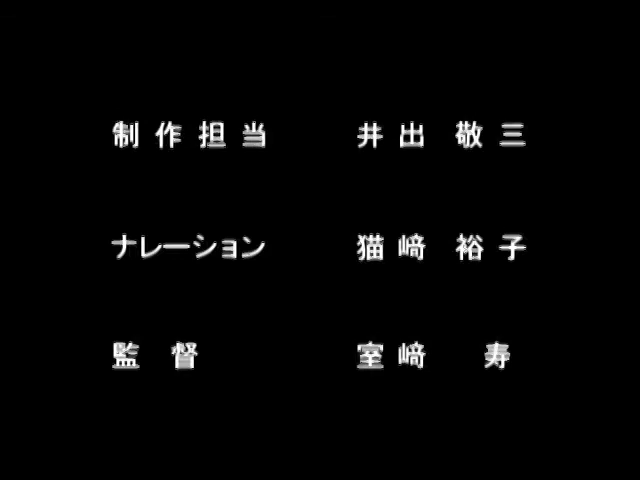 制作担当 井出 敬三
ナレーション 猫﨑 裕子
監督 室﨑 寿